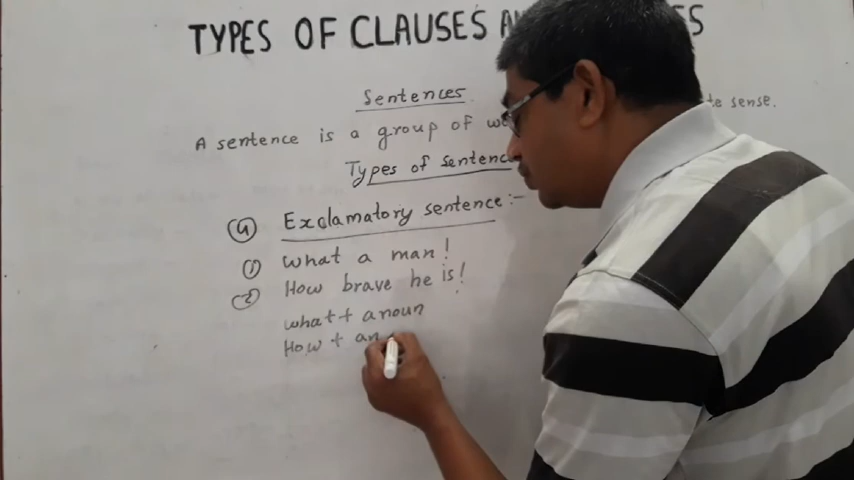 TYPES OF CLAUSES
Sentences
A sentence is a group of sense.
Types of sentence
(4) Exclamatory sentence :-
(1) What a man!
(2) How brave he is!
what + a noun
How + an